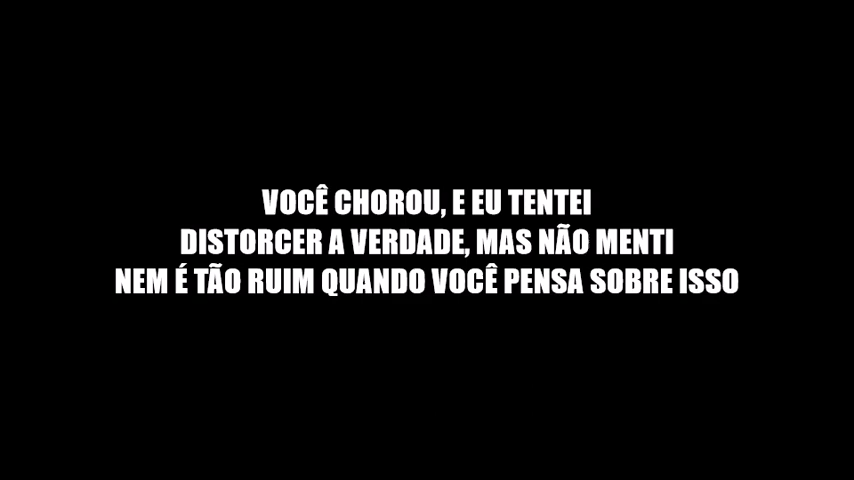 VOCÊ CHOROU, E EU TENTEI
DISTORCER A VERDADE, MAS NÃO MENTI
NEM É TÃO RUIM QUANDO VOCÊ PENSA SOBRE ISSO